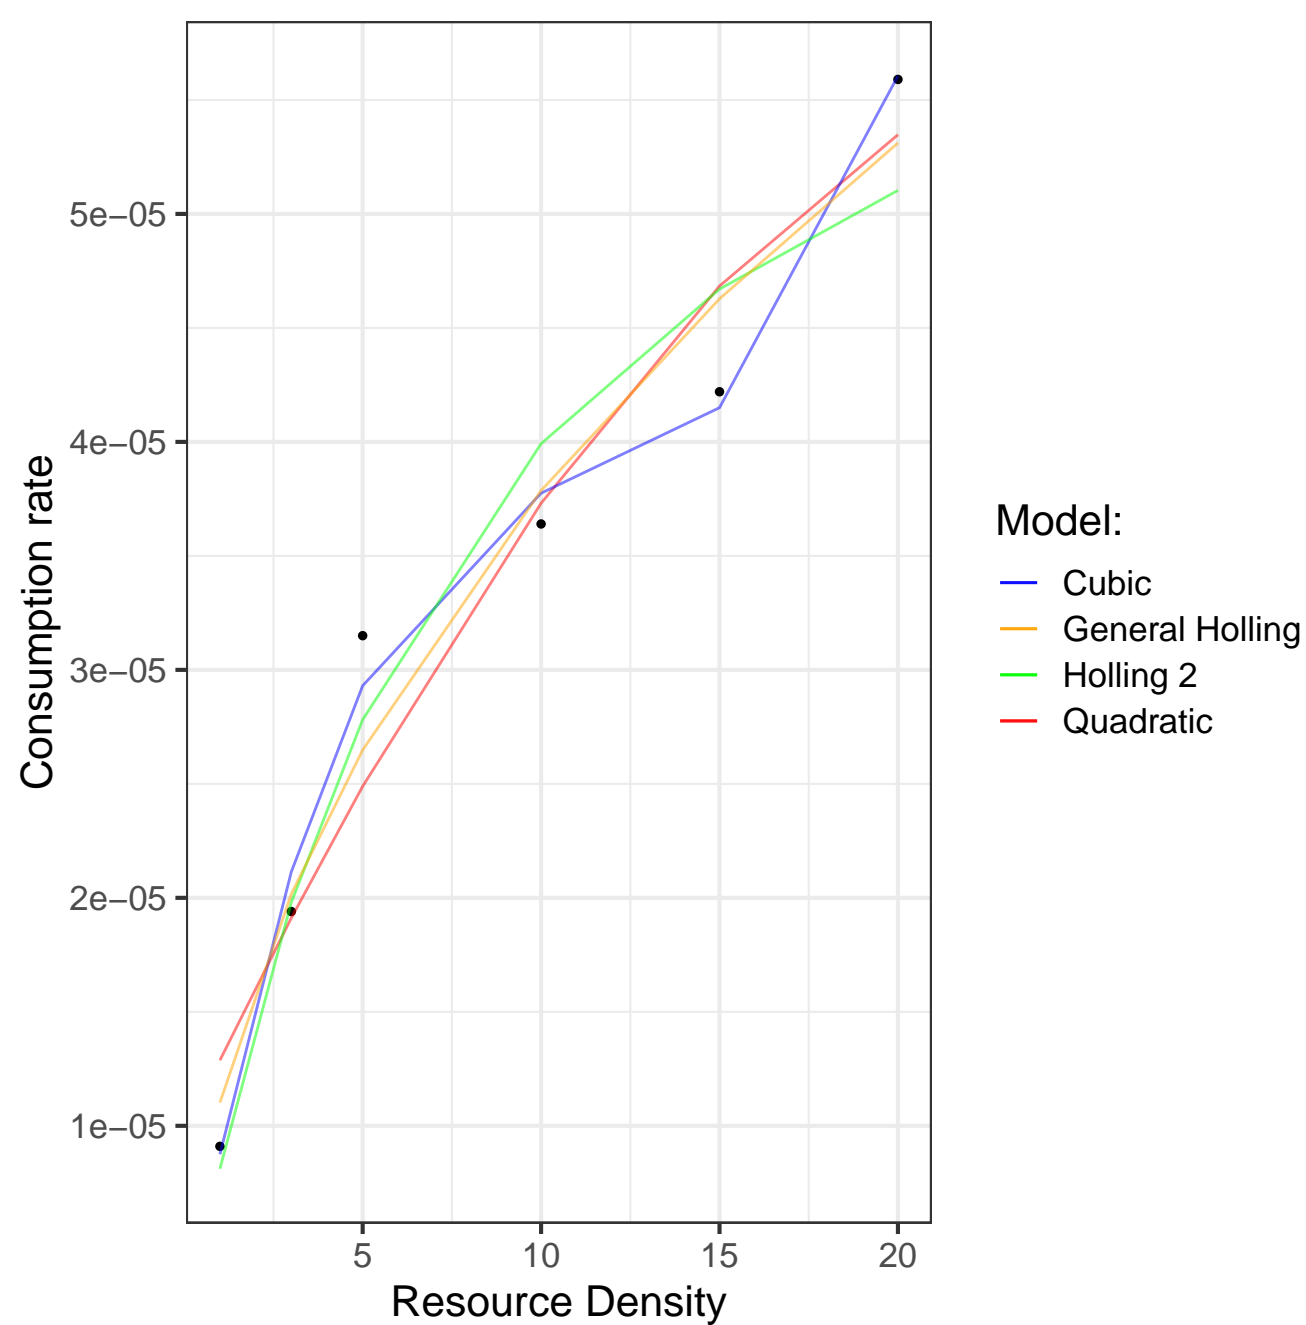 5e−05
4e−05
3e−05
2e−05
1e−05
Consumption rate
5 10 15 20
Resource Density
Model:
Cubic
General Holling
Holling 2
Quadratic